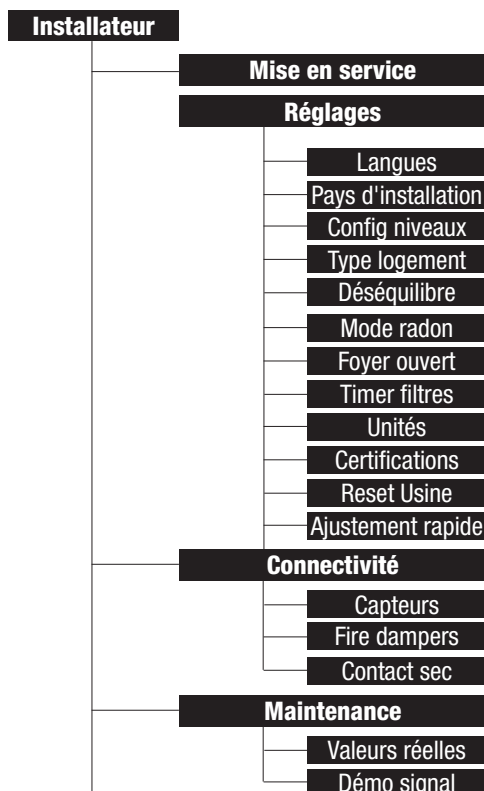 Installateur
Mise en service
Réglages
Langues
Pays d'installation
Config niveaux
Type logement
Déséquilibre
Mode radon
Foyer ouvert
Timer filtres
Unités
Certifications
Reset Usine
Ajustement rapide
Connectivité
Capteurs
Fire dampers
Contact sec
Maintenance
Valeurs réelles
Démo signal